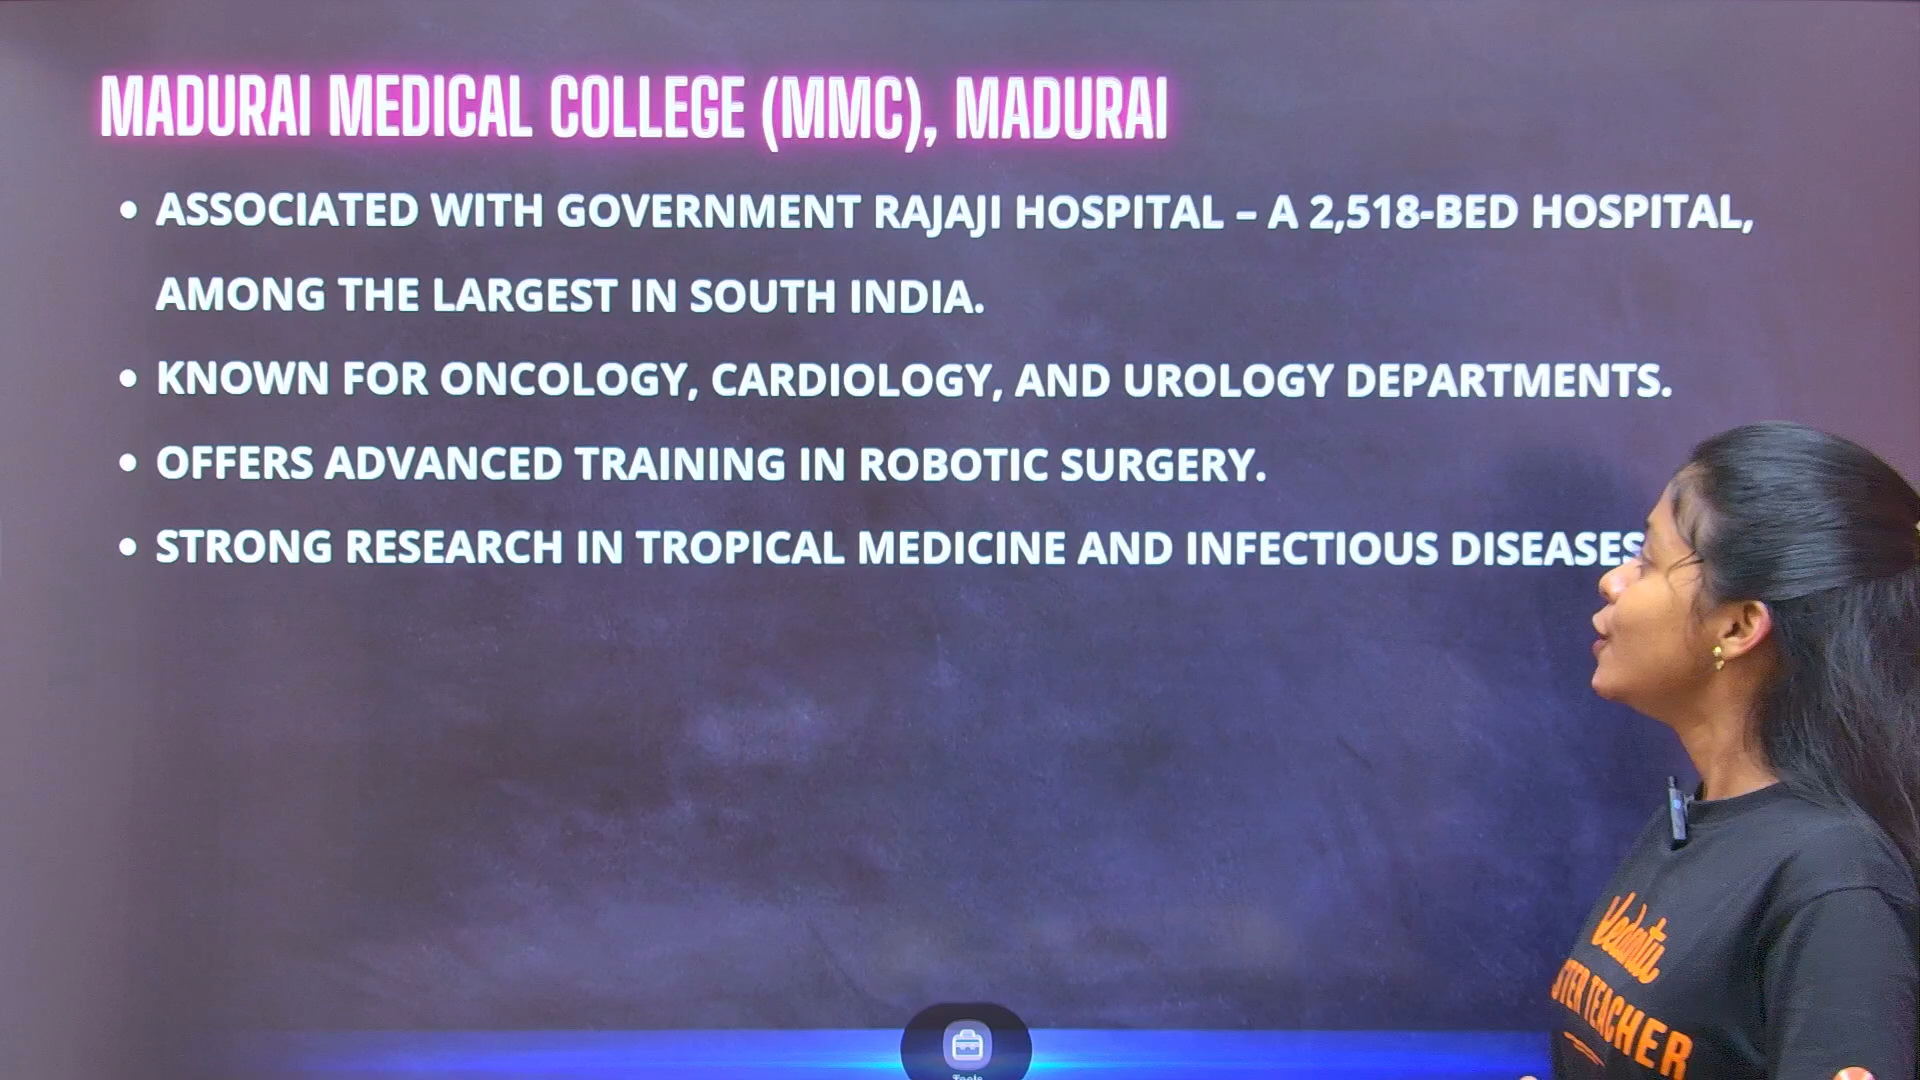 MADURAI MEDICAL COLLEGE (MMC), MADURAI
• ASSOCIATED WITH GOVERNMENT RAJAJI HOSPITAL – A 2,518-BED HOSPITAL,
AMONG THE LARGEST IN SOUTH INDIA.
• KNOWN FOR ONCOLOGY, CARDIOLOGY, AND UROLOGY DEPARTMENTS.
• OFFERS ADVANCED TRAINING IN ROBOTIC SURGERY.
• STRONG RESEARCH IN TROPICAL MEDICINE AND INFECTIOUS DISEASES
Vedantu
TEACHER